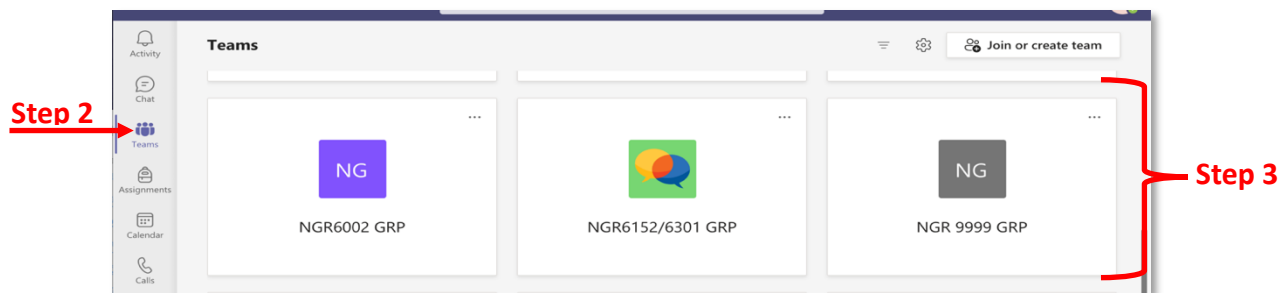 Activity
Teams
Join or create team
Chat
Step 2
...
...
...
Teams
NG
NG
Step 3
Assignments
NGR6002 GRP
NGR6152/6301 GRP
NGR 9999 GRP
Calendar
Calls